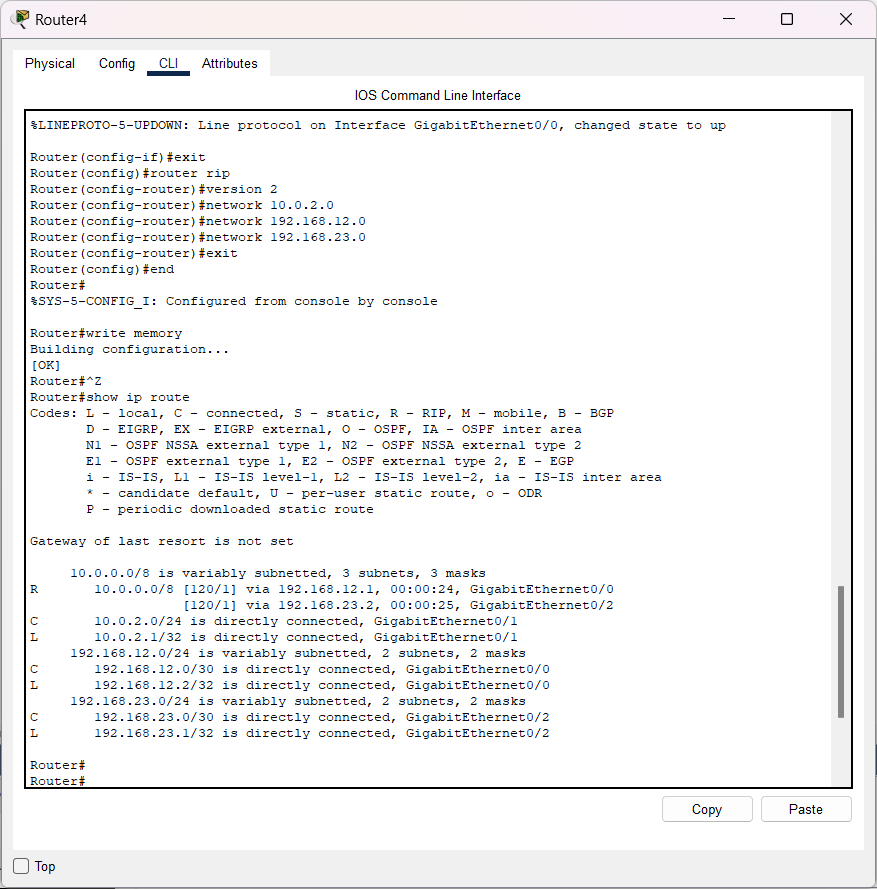 Router4
Physical Config CLI Attributes
IOS Command Line Interface
%LINEPROTO-5-UPDOWN: Line protocol on Interface GigabitEthernet0/0, changed state to up
Router(config-if)#exit
Router(config)#router rip
Router(config-router)#version 2
Router(config-router)#network 10.0.2.0
Router(config-router)#network 192.168.12.0
Router(config-router)#network 192.168.23.0
Router(config-router)#exit
Router(config)#end
Router#
%SYS-5-CONFIG_I: Configured from console by console
Router#write memory
Building configuration...
[OK]
Router#^Z
Router#show ip route
Codes: L - local, C - connected, S - static, R - RIP, M - mobile, B - BGP
D - EIGRP, EX - EIGRP external, O - OSPF, IA - OSPF inter area
N1 - OSPF NSSA external type 1, N2 - OSPF NSSA external type 2
E1 - OSPF external type 1, E2 - OSPF external type 2, E - EGP
i - IS-IS, L1 - IS-IS level-1, L2 - IS-IS level-2, ia - IS-IS inter area
* - candidate default, U - per-user static route, o - ODR
P - periodic downloaded static route
Gateway of last resort is not set
10.0.0.0/8 is variably subnetted, 3 subnets, 3 masks
R 10.0.0.0/8 [120/1] via 192.168.12.1, 00:00:24, GigabitEthernet0/0
[120/1] via 192.168.23.2, 00:00:25, GigabitEthernet0/2
C 10.0.2.0/24 is directly connected, GigabitEthernet0/1
L 10.0.2.1/32 is directly connected, GigabitEthernet0/1
192.168.12.0/24 is variably subnetted, 2 subnets, 2 masks
C 192.168.12.0/30 is directly connected, GigabitEthernet0/0
L 192.168.12.2/32 is directly connected, GigabitEthernet0/0
192.168.23.0/24 is variably subnetted, 2 subnets, 2 masks
C 192.168.23.0/30 is directly connected, GigabitEthernet0/2
L 192.168.23.1/32 is directly connected, GigabitEthernet0/2
Router#
Router#
Copy Paste
Top